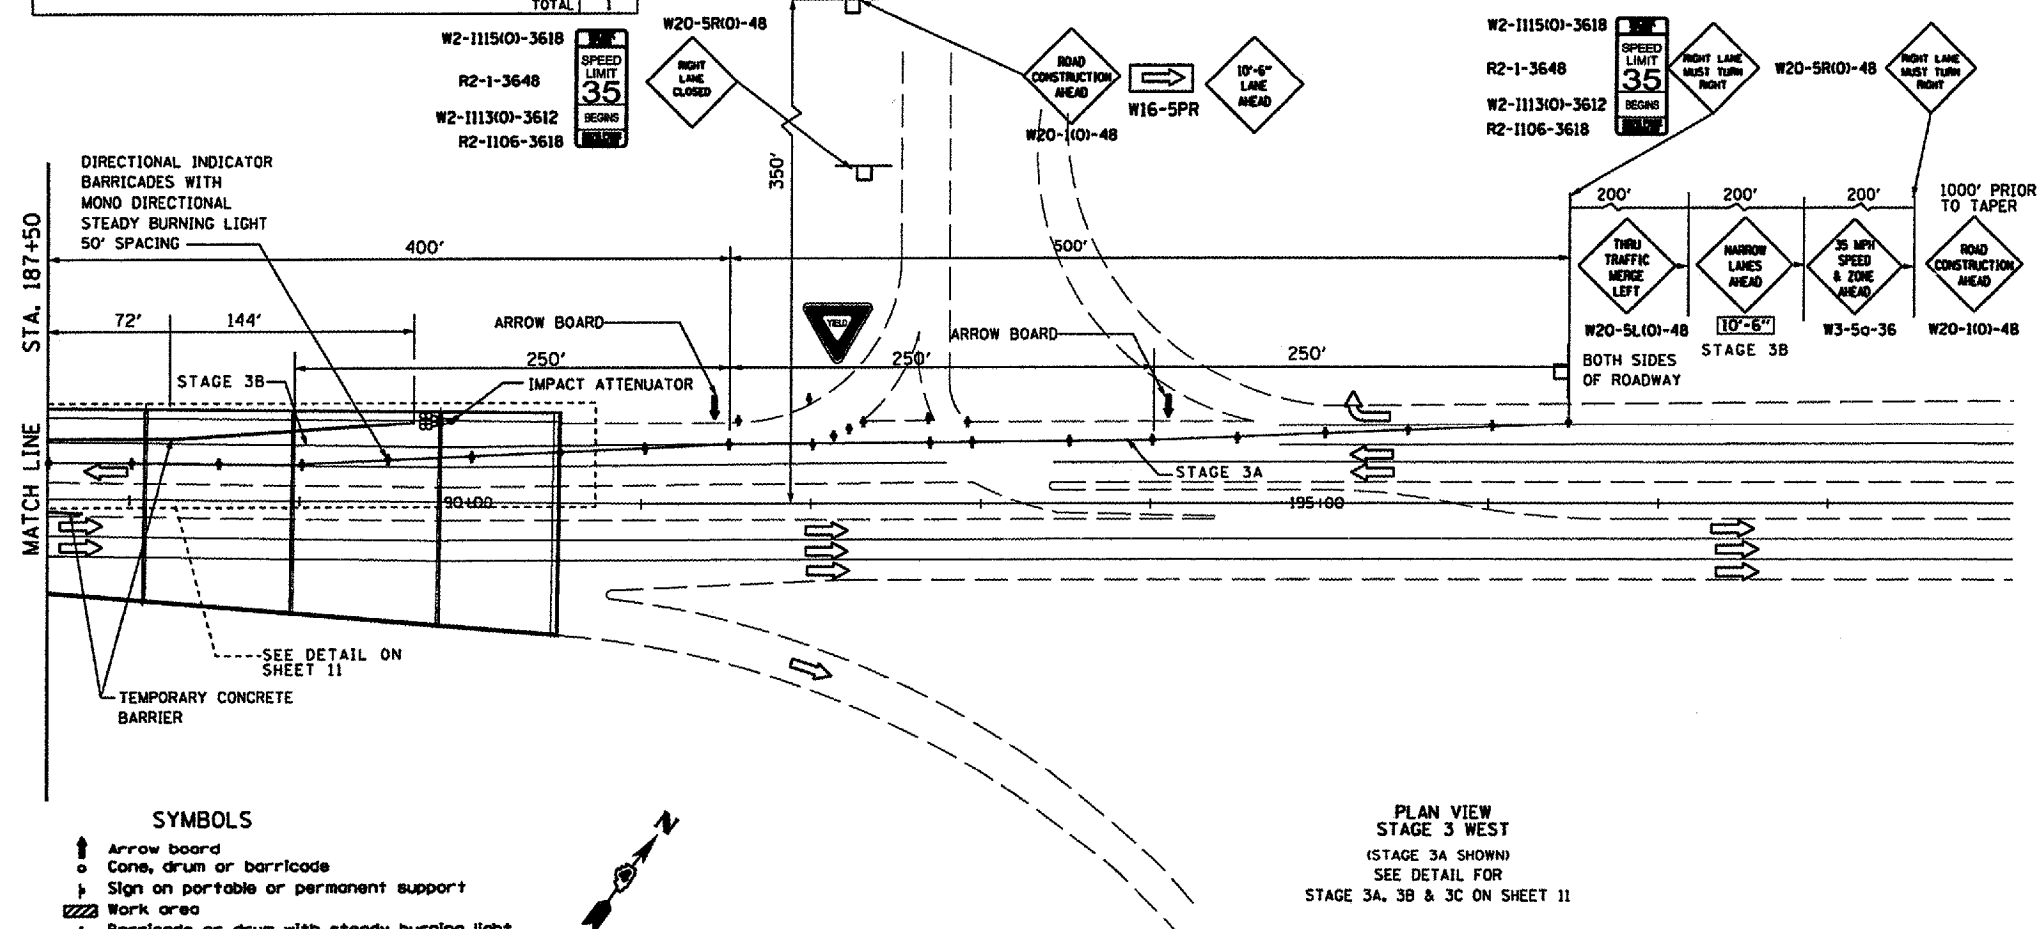 TOTAL 1
W2-I115(O)-3618
R2-1-3648
W2-I113(O)-3612
R2-I106-3618
SPEED
LIMIT
35
BEGINS
W20-5R(O)-48
RIGHT
LANE
CLOSED
350'
ROAD
CONSTRUCTION
AHEAD
W20-1(O)-48
W16-5PR
10'-6"
LANE
AHEAD
W2-I115(O)-3618
R2-1-3648
W2-I113(O)-3612
R2-I106-3618
SPEED
LIMIT
35
BEGINS
RIGHT LANE
MUST TURN
RIGHT
W20-5R(O)-48
RIGHT LANE
MUST TURN
RIGHT
DIRECTIONAL INDICATOR
BARRICADES WITH
MONO DIRECTIONAL
STEADY BURNING LIGHT
50' SPACING
MATCH LINE STA. 187+50
400'
500'
200'
200'
200'
1000' PRIOR
TO TAPER
THRU
TRAFFIC
MERGE
LEFT
NARROW
LANES
AHEAD
35 MPH
SPEED
& ZONE
AHEAD
ROAD
CONSTRUCTION
AHEAD
W20-5L(O)-48
10'-6"
STAGE 3B
W3-5a-36
W20-1(O)-48
BOTH SIDES
OF ROADWAY
72'
144'
ARROW BOARD
YIELD
ARROW BOARD
250'
250'
250'
STAGE 3B
IMPACT ATTENUATOR
STAGE 3A
90+00
195+00
SEE DETAIL ON
SHEET 11
TEMPORARY CONCRETE
BARRIER
SYMBOLS
Arrow board
Cone, drum or barricade
Sign on portable or permanent support
Work area
Barricade or drum with steady burning light
N
PLAN VIEW
STAGE 3 WEST
(STAGE 3A SHOWN)
SEE DETAIL FOR
STAGE 3A, 3B & 3C ON SHEET 11